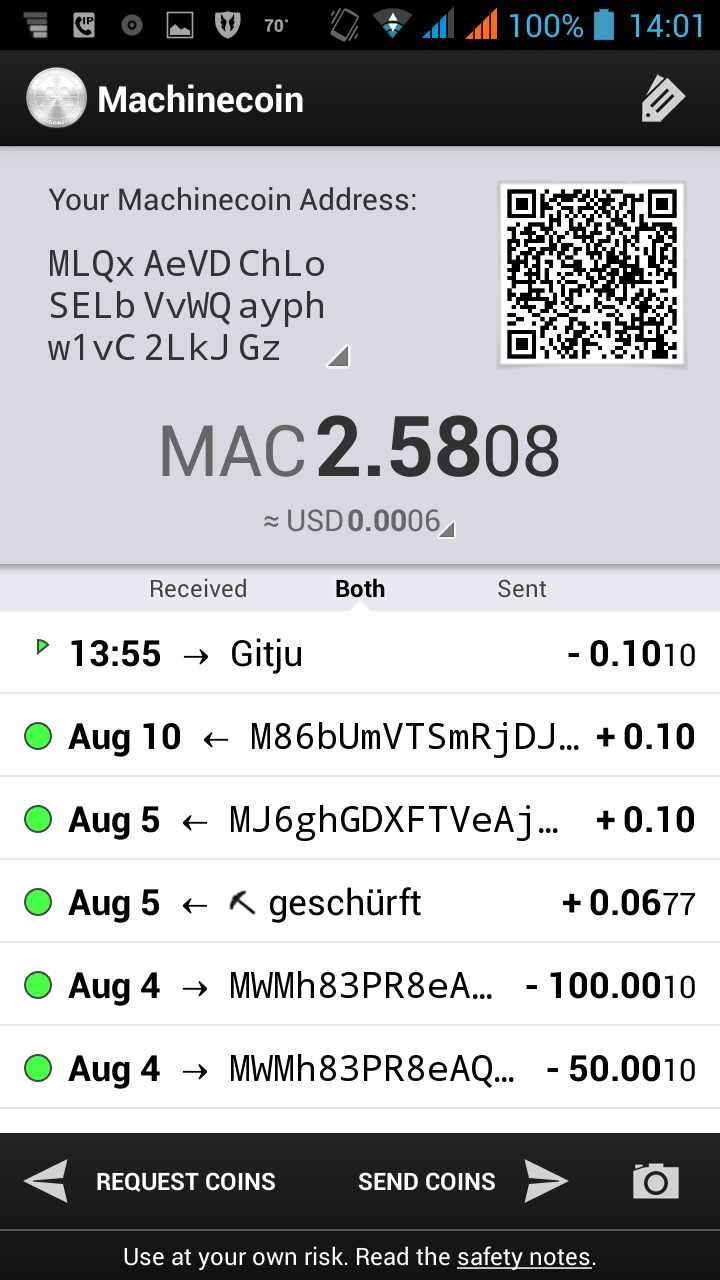 70°
100%
14:01
Machinecoin
Your Machinecoin Address:
MLQx AeVD ChLo
SELb VvWQ ayph
w1vC 2LkJ Gz
MAC 2.5808
≈ USD 0.0006
Received Both Sent
13:55 → Gitju - 0.1010
Aug 10 ← M86bUmVTSmRjDJ... + 0.10
Aug 5 ← MJ6ghGDXFTVeAj... + 0.10
Aug 5 ← geschürft + 0.0677
Aug 4 → MWMh83PR8eA... - 100.0010
Aug 4 → MWMh83PR8eAQ... - 50.0010
REQUEST COINS SEND COINS
Use at your own risk. Read the safety notes.